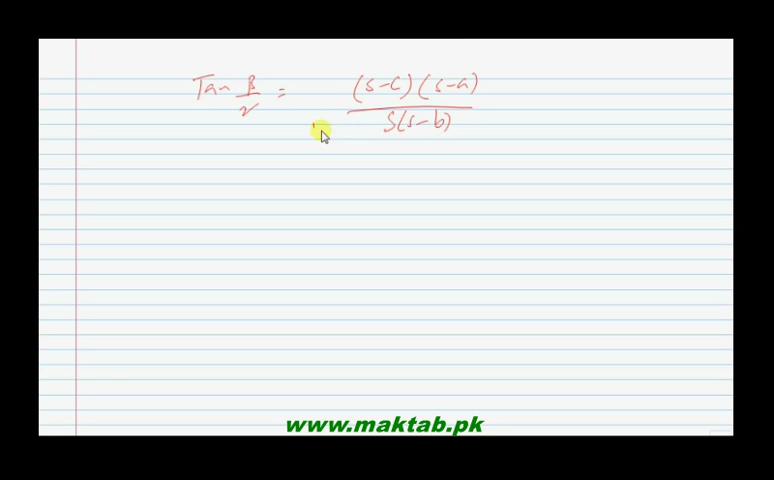 Tan β/2 = (s-c)(s-a)/s(s-b)
www.maktab.pk